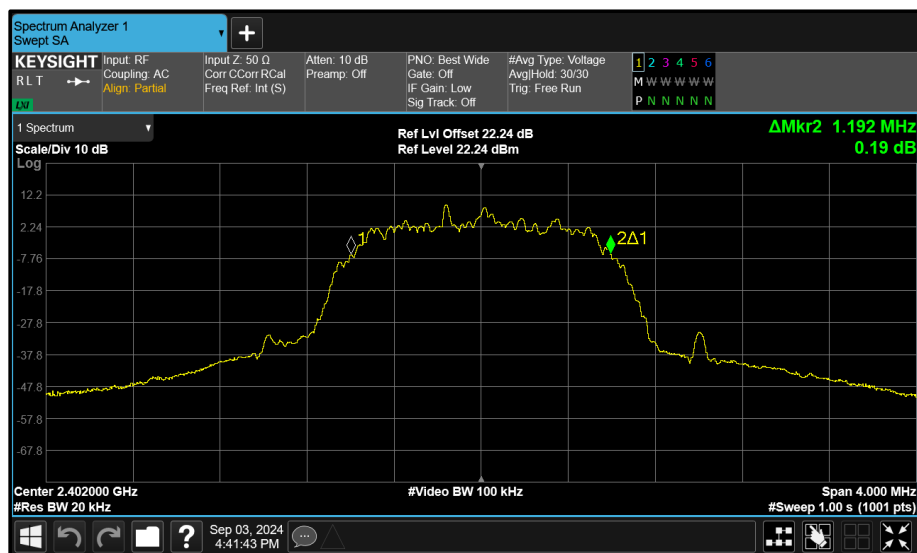 Spectrum Analyzer 1
Swept SA
KEYSIGHT
RLT
LXI
Input: RF
Coupling: AC
Align: Partial
Input Z: 50 Ω
Corr CCorr RCal
Freq Ref: Int (S)
Atten: 10 dB
Preamp: Off
PNO: Best Wide
Gate: Off
IF Gain: Low
Sig Track: Off
#Avg Type: Voltage
Avg|Hold: 30/30
Trig: Free Run
1 2 3 4 5 6
M W W W W W
P N N N N N
1 Spectrum
Scale/Div 10 dB
Ref Lvl Offset 22.24 dB
Ref Level 22.24 dBm
ΔMkr2 1.192 MHz
0.19 dB
Log
12.2
2.24
-7.76
-17.8
-27.8
-37.8
-47.8
-57.8
-67.8
1
2Δ1
Center 2.402000 GHz
#Res BW 20 kHz
#Video BW 100 kHz
Span 4.000 MHz
#Sweep 1.00 s (1001 pts)
?
Sep 03, 2024
4:41:43 PM